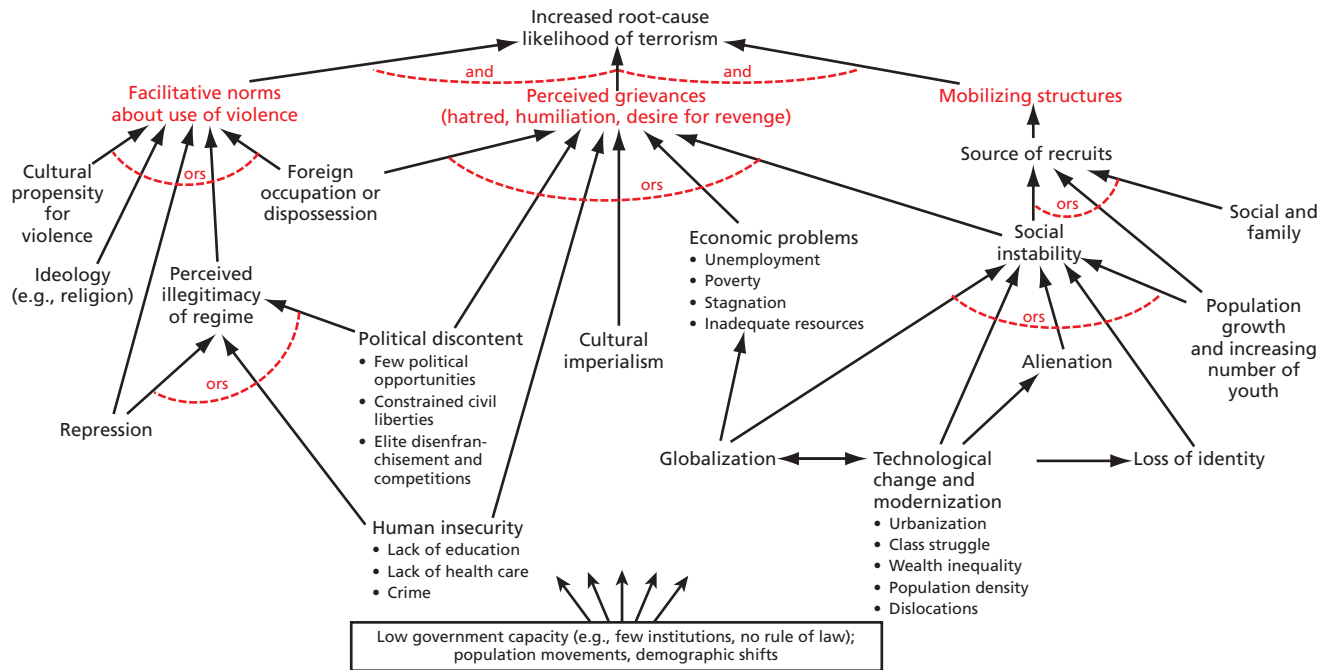 Increased root-cause
likelihood of terrorism
and
and
Facilitative norms
about use of violence
Perceived grievances
(hatred, humiliation, desire for revenge)
Mobilizing structures
Cultural
propensity
for
violence
ors
Foreign
occupation or
dispossession
ors
Source of recruits
ors
Social and
family
Ideology
(e.g., religion)
Perceived
illegitimacy
of regime
Economic problems
• Unemployment
• Poverty
• Stagnation
• Inadequate resources
Social
instability
ors
Population
growth
and increasing
number of
youth
Political discontent
• Few political
opportunities
• Constrained civil
liberties
• Elite disenfran-
chisement and
competitions
Cultural
imperialism
Alienation
ors
Repression
Globalization
Technological
change and
modernization
• Urbanization
• Class struggle
• Wealth inequality
• Population density
• Dislocations
Loss of identity
Human insecurity
• Lack of education
• Lack of health care
• Crime
Low government capacity (e.g., few institutions, no rule of law);
population movements, demographic shifts